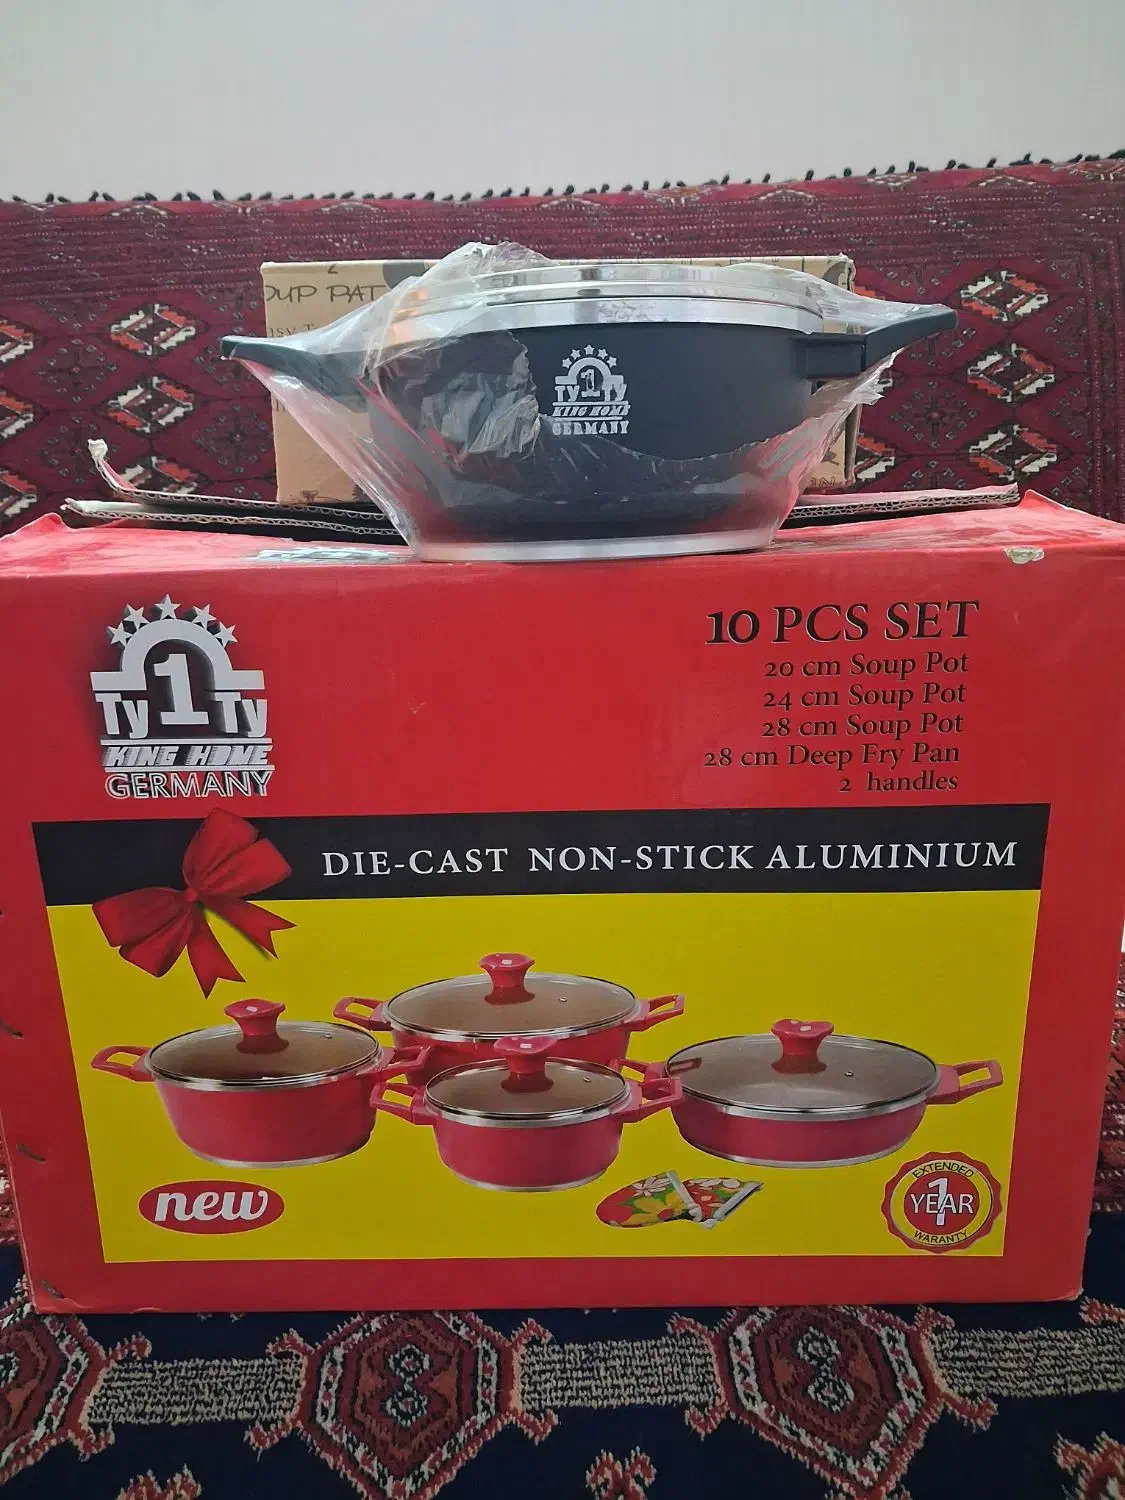 OUP PAT
Ty 1 Ty
KING HOME
GERMANY
Ty 1 Ty
KING HOME
GERMANY
10 PCS SET
20 cm Soup Pot
24 cm Soup Pot
28 cm Soup Pot
28 cm Deep Fry Pan
2 handles
DIE-CAST NON-STICK ALUMINIUM
new
EXTENDED
1
YEAR
WARANTY